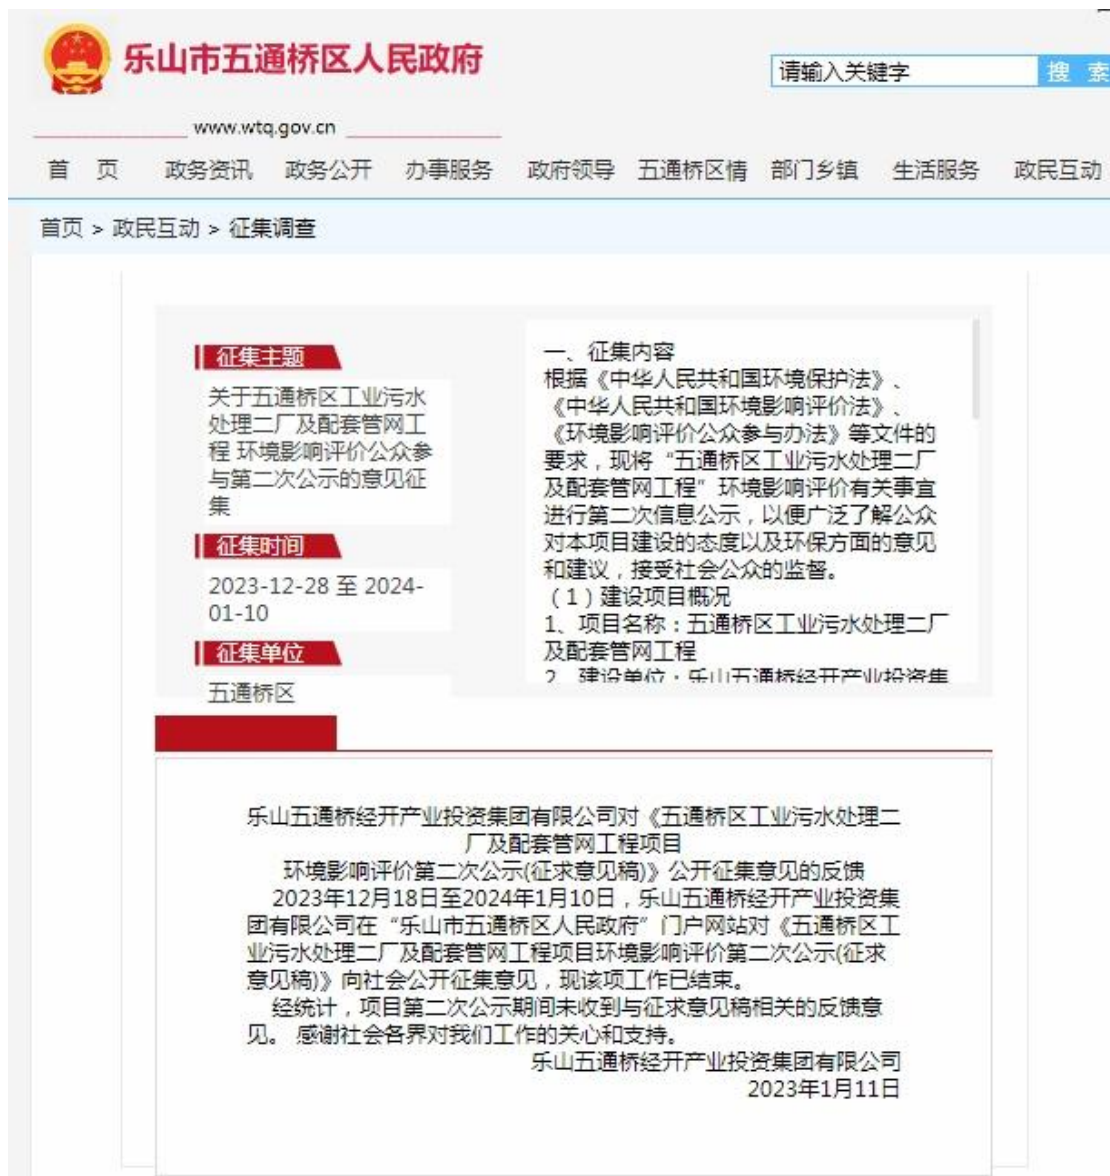 乐山市五通桥区人民政府
请输入关键字
搜 索
www.wtq.gov.cn
首 页 政务资讯 政务公开 办事服务 政府领导 五通桥区情 部门乡镇 生活服务 政民互动
首页 > 政民互动 > 征集调查
征集主题
关于五通桥区工业污水
处理二厂及配套管网工
程 环境影响评价公众参
与第二次公示的意见征
集
征集时间
2023-12-28 至 2024-
01-10
征集单位
五通桥区
一、征集内容
根据《中华人民共和国环境保护法》、
《中华人民共和国环境影响评价法》、
《环境影响评价公众参与办法》等文件的
要求，现将“五通桥区工业污水处理二厂
及配套管网工程”环境影响评价有关事宜
进行第二次信息公示，以便广泛了解公众
对本项目建设的态度以及环保方面的意见
和建议，接受社会公众的监督。
（1）建设项目概况
1、项目名称：五通桥区工业污水处理二厂
及配套管网工程
2、建设单位：乐山五通桥经开产业投资集
乐山五通桥经开产业投资集团有限公司对《五通桥区工业污水处理二
厂及配套管网工程项目
环境影响评价第二次公示(征求意见稿)》公开征集意见的反馈
2023年12月18日至2024年1月10日，乐山五通桥经开产业投资集
团有限公司在“乐山市五通桥区人民政府”门户网站对《五通桥区工
业污水处理二厂及配套管网工程项目环境影响评价第二次公示(征求
意见稿)》向社会公开征集意见，现该项工作已结束。
经统计，项目第二次公示期间未收到与征求意见稿相关的反馈意
见。 感谢社会各界对我们工作的关心和支持。
乐山五通桥经开产业投资集团有限公司
2023年1月11日